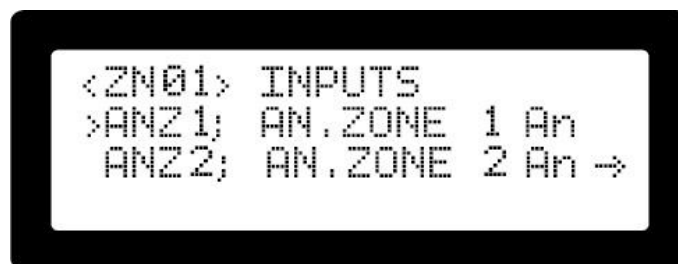 <ZN01> INPUTS
>ANZ1; AN.ZONE 1 An
ANZ2; AN.ZONE 2 An →